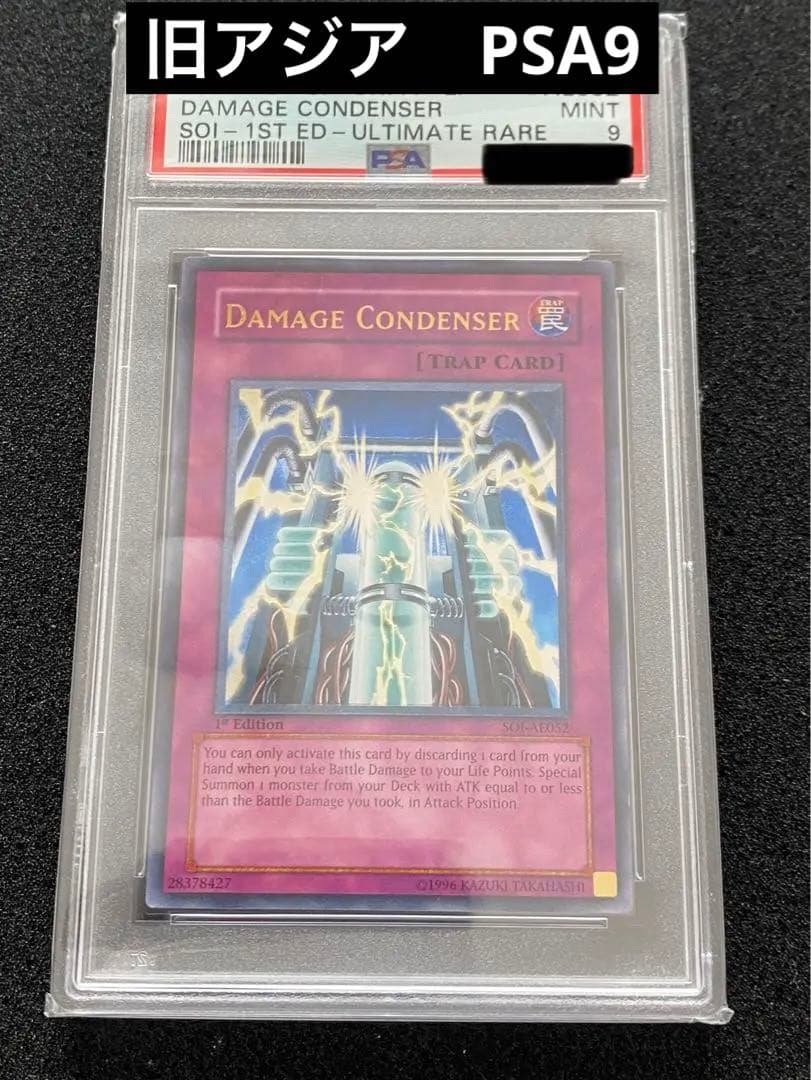 旧アジア PSA9
DAMAGE CONDENSER MINT
SOI-1ST ED-ULTIMATE RARE 9
PSA
DAMAGE CONDENSER
TRAP
罠
[TRAP CARD]
1st Edition SOI-AE052
You can only activate this card by discarding 1 card from your
hand when you take Battle Damage to your Life Points. Special
Summon 1 monster from your Deck with ATK equal to or less
than the Battle Damage you took, in Attack Position.
28378427 ©1996 KAZUKI TAKAHASHI